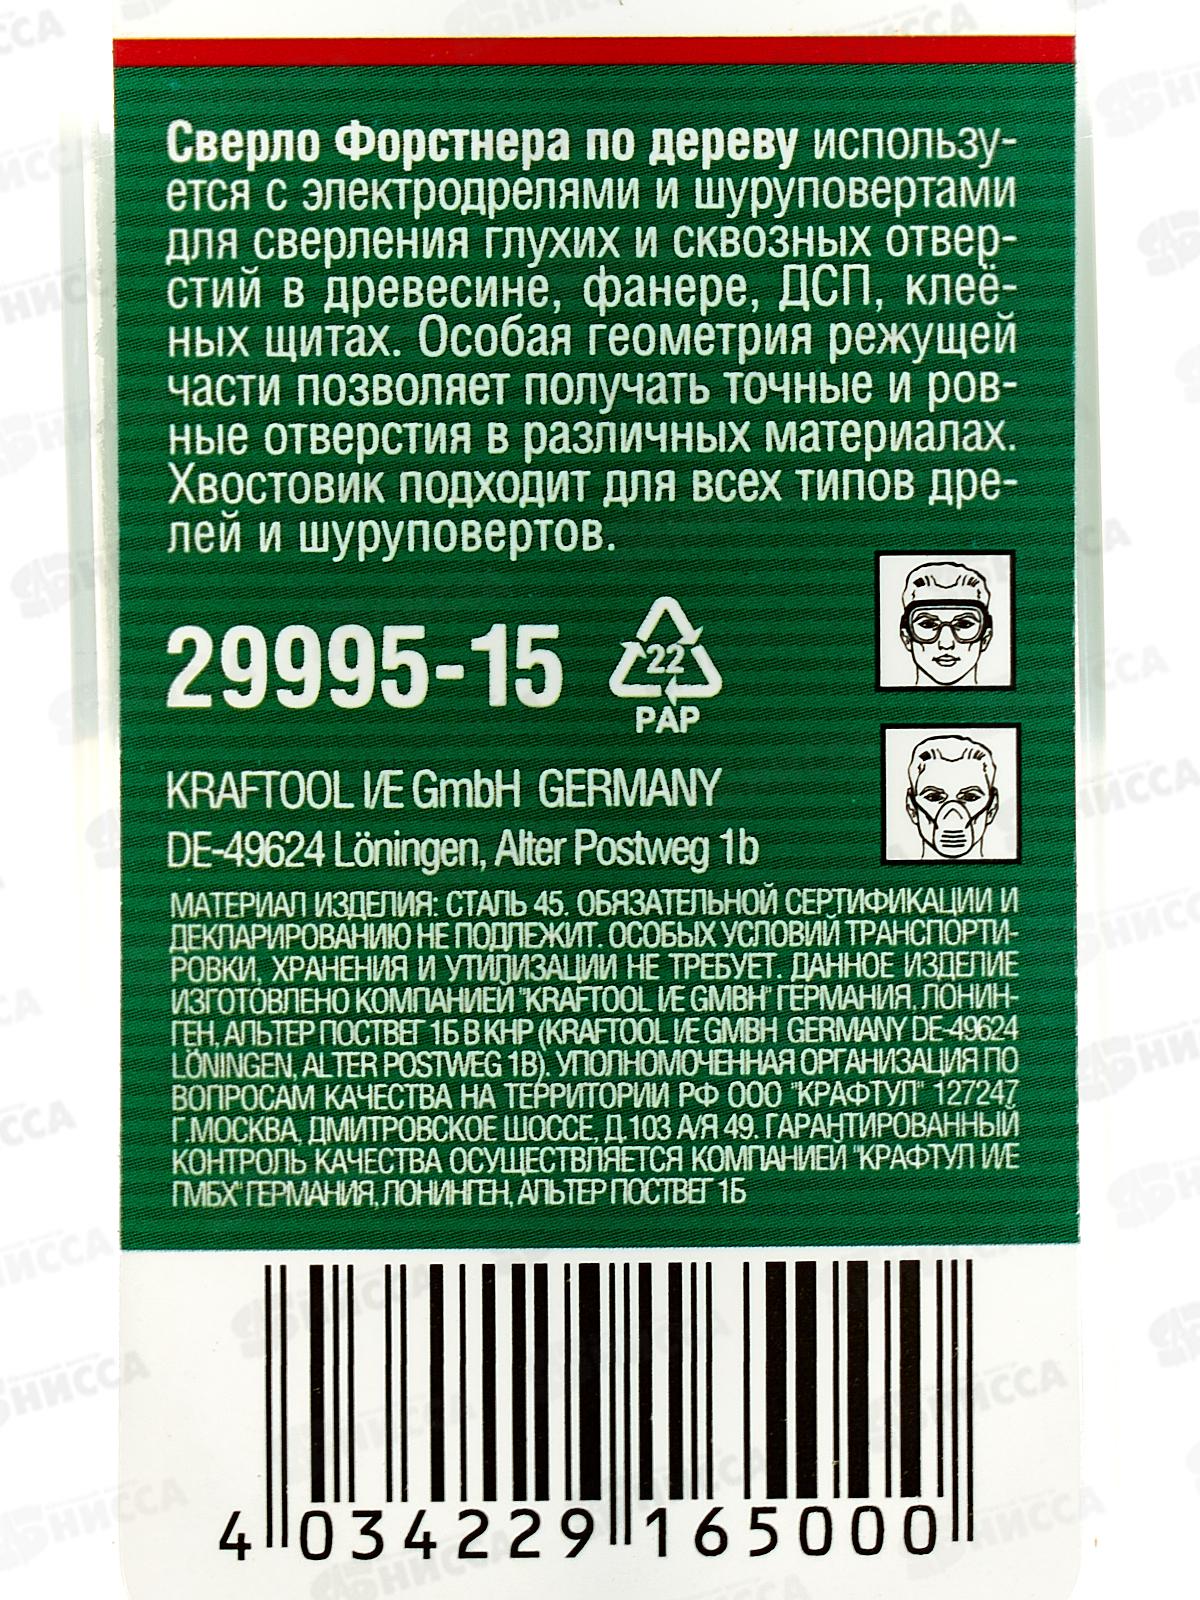 Сверло Форстнера по дереву использу-
ется с электродрелями и шуруповертами
для сверления глухих и сквозных отвер-
стий в древесине, фанере, ДСП, клеё-
ных щитах. Особая геометрия режущей
части позволяет получать точные и ров-
ные отверстия в различных материалах.
Хвостовик подходит для всех типов дре-
лей и шуруповертов.
29995-15
22
PAP
KRAFTOOL I/E GmbH GERMANY
DE-49624 Löningen, Alter Postweg 1b
МАТЕРИАЛ ИЗДЕЛИЯ: СТАЛЬ 45. ОБЯЗАТЕЛЬНОЙ СЕРТИФИКАЦИИ И
ДЕКЛАРИРОВАНИЮ НЕ ПОДЛЕЖИТ. ОСОБЫХ УСЛОВИЙ ТРАНСПОРТИ-
РОВКИ, ХРАНЕНИЯ И УТИЛИЗАЦИИ НЕ ТРЕБУЕТ. ДАННОЕ ИЗДЕЛИЕ
ИЗГОТОВЛЕНО КОМПАНИЕЙ "KRAFTOOL I/E GMBH" ГЕРМАНИЯ, ЛОНИН-
ГЕН, АЛЬТЕР ПОСТВЕГ 1Б В КНР (KRAFTOOL I/E GMBH GERMANY DE-49624
LÖNINGEN, ALTER POSTWEG 1B). УПОЛНОМОЧЕННАЯ ОРГАНИЗАЦИЯ ПО
ВОПРОСАМ КАЧЕСТВА НА ТЕРРИТОРИИ РФ ООО "КРАФТУЛ" 127247,
Г.МОСКВА, ДМИТРОВСКОЕ ШОССЕ, Д.103 А/Я 49. ГАРАНТИРОВАННЫЙ
КОНТРОЛЬ КАЧЕСТВА ОСУЩЕСТВЛЯЕТСЯ КОМПАНИЕЙ "КРАФТУЛ И/Е
ГМБХ" ГЕРМАНИЯ, ЛОНИНГЕН, АЛЬТЕР ПОСТВЕГ 1Б
4 034229 165000